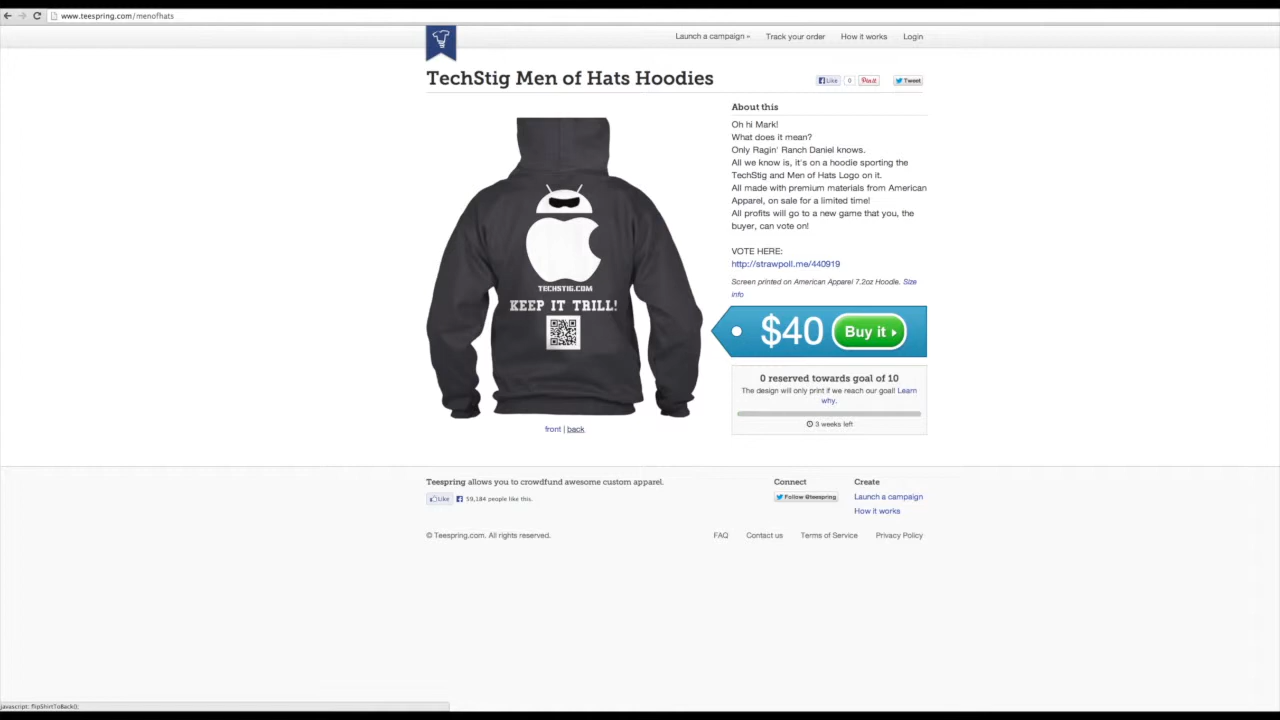 www.teespring.com/menofhats
Launch a campaign
Track your order
How it works
Login
TechStig Men of Hats Hoodies
Like
0
Pin it
Tweet
About this
Oh hi Mark!
What does it mean?
Only Ragin' Ranch Daniel knows.
All we know is, it's on a hoodie sporting the
TechStig and Men of Hats Logo on it.
All made with premium materials from American
Apparel, on sale for a limited time!
All profits will go to a new game that you, the
buyer, can vote on!
VOTE HERE:
http://strawpoll.me/440919
Screen printed on American Apparel 7.2oz Hoodie. Size
info
TECHSTIG.COM
KEEP IT TRILL!
$40
Buy it
0 reserved towards goal of 10
The design will only print if we reach our goal! Learn
why.
3 weeks left
front | back
Teespring allows you to crowdfund awesome custom apparel.
Like
59,184 people like this.
Connect
Follow @teespring
Create
Launch a campaign
How it works
© Teespring.com. All rights reserved.
FAQ
Contact us
Terms of Service
Privacy Policy
javascript: flipShirtToBack();